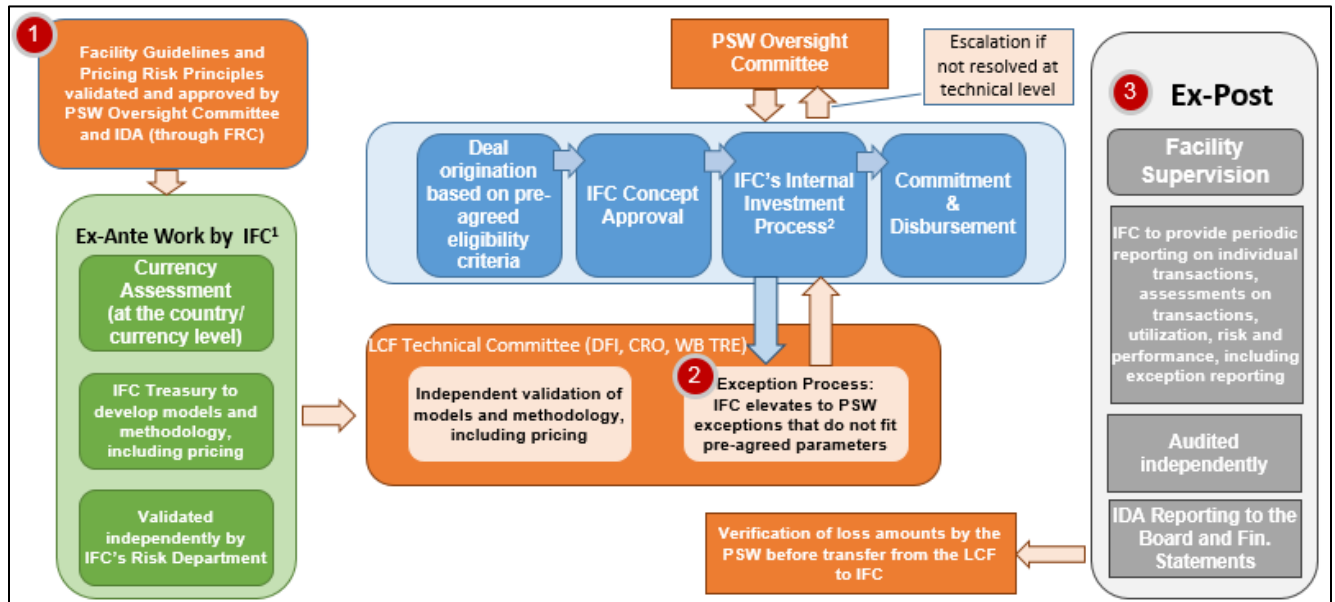 1
Facility Guidelines and
Pricing Risk Principles
validated and approved by
PSW Oversight Committee
and IDA (through FRC)
Ex-Ante Work by IFC¹
Currency
Assessment
(at the country/
currency level)
IFC Treasury to
develop models and
methodology,
including pricing
Validated
independently by
IFC's Risk Department
PSW Oversight
Committee
Escalation if
not resolved at
technical level
Deal
origination
based on pre-
agreed
eligibility
criteria
IFC Concept
Approval
IFC's Internal
Investment
Process²
Commitment
&
Disbursement
LCF Technical Committee (DFI, CRO, WB TRE)
Independent validation of
models and methodology,
including pricing
2
Exception Process:
IFC elevates to PSW
exceptions that do not fit
pre-agreed parameters
Verification of loss amounts by the
PSW before transfer from the LCF
to IFC
3
Ex-Post
Facility
Supervision
IFC to provide periodic
reporting on individual
transactions,
assessments on
transactions,
utilization, risk and
performance, including
exception reporting
Audited
independently
IDA Reporting to the
Board and Fin.
Statements